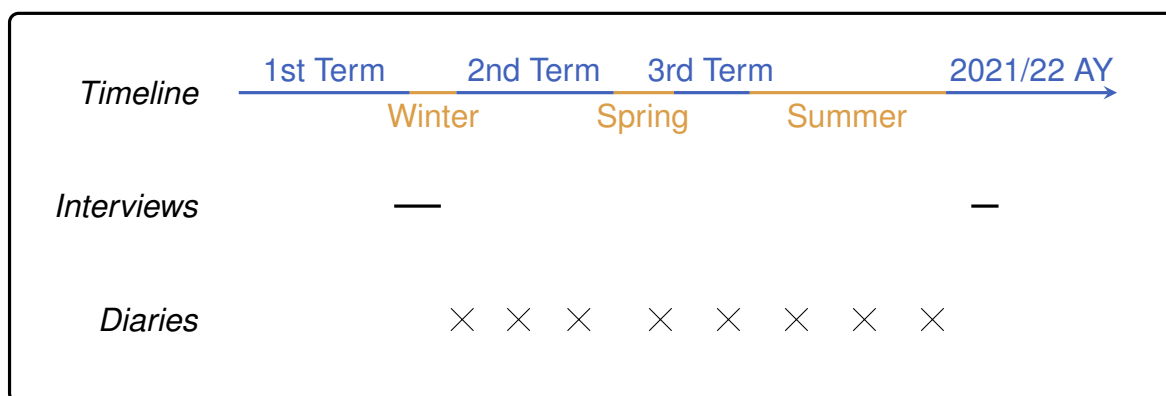 1st Term 2nd Term 3rd Term 2021/22 AY
Timeline
Winter Spring Summer
Interviews
Diaries